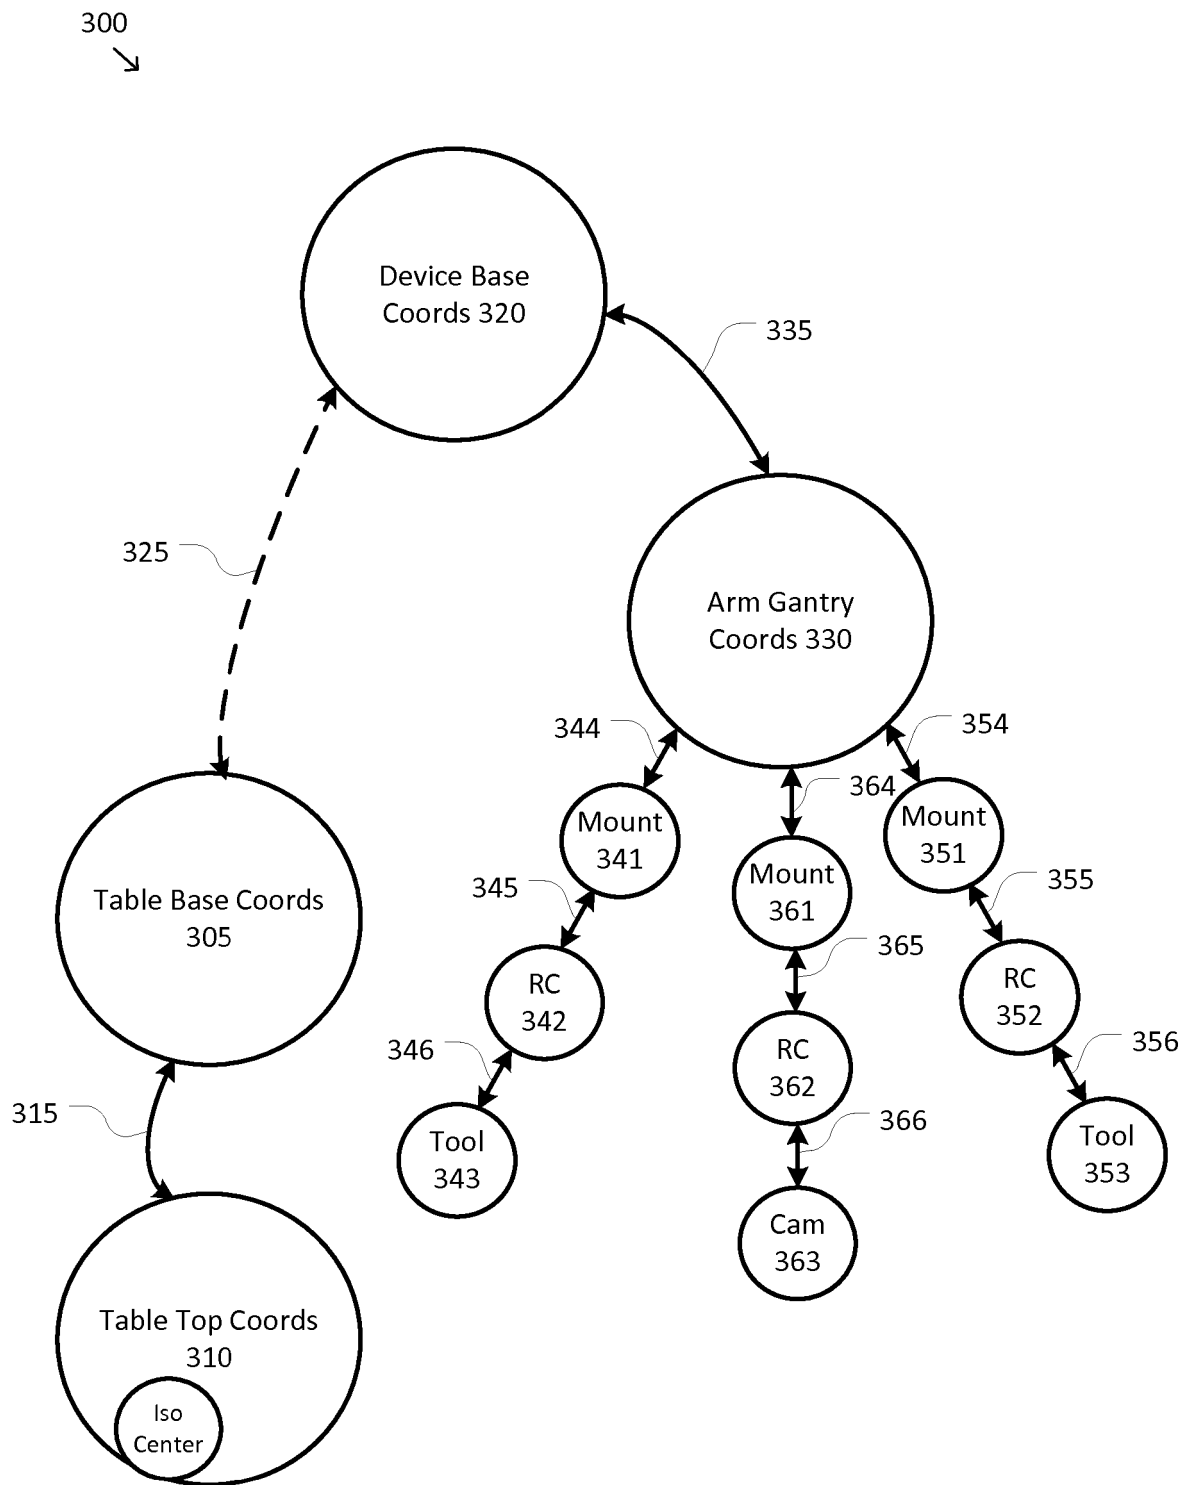 300
Device Base
Coords 320
335
325
Arm Gantry
Coords 330
344
354
364
Mount
341
Mount
351
Mount
361
345
355
365
Table Base Coords
305
RC
342
RC
352
RC
362
346
356
366
315
Tool
343
Tool
353
Cam
363
Table Top Coords
310
Iso
Center